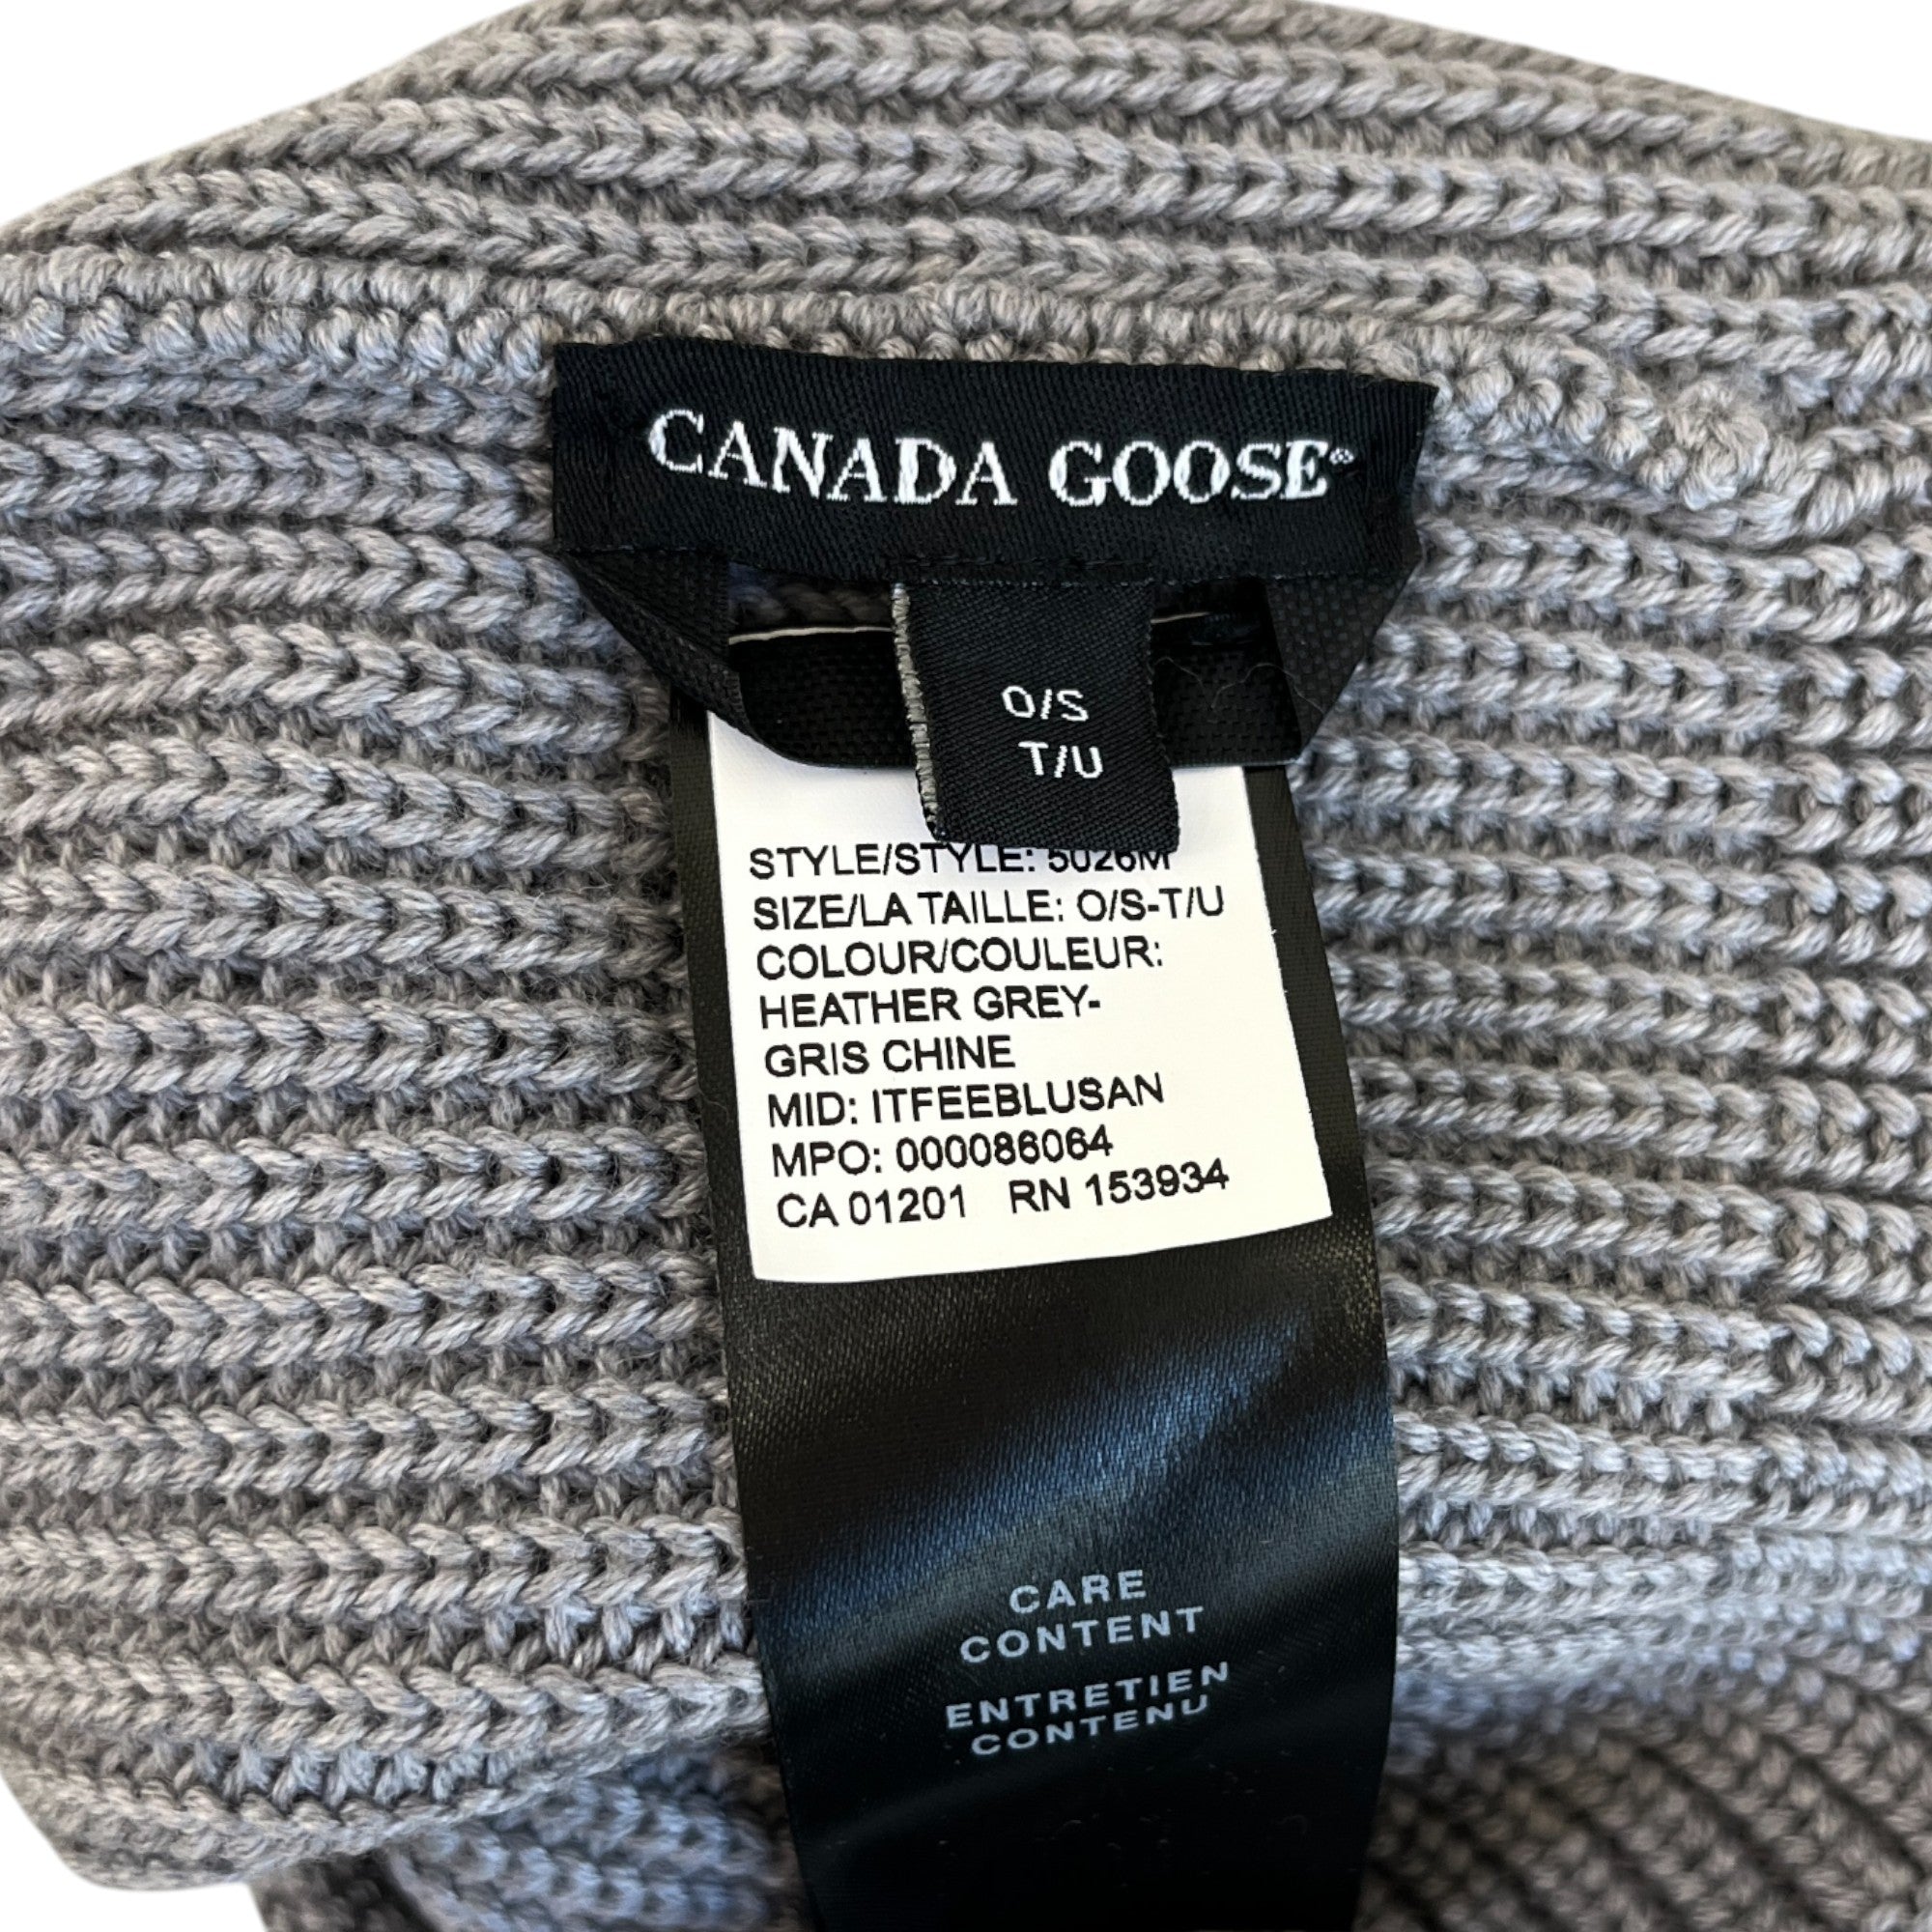 CANADA GOOSE®
O/S
T/U
STYLE/STYLE: 5026M
SIZE/LA TAILLE: O/S-T/U
COLOUR/COULEUR:
HEATHER GREY-
GRIS CHINE
MID: ITFEEBLUSAN
MPO: 000086064
CA 01201 RN 153934
CARE
CONTENT
ENTRETIEN
CONTENU